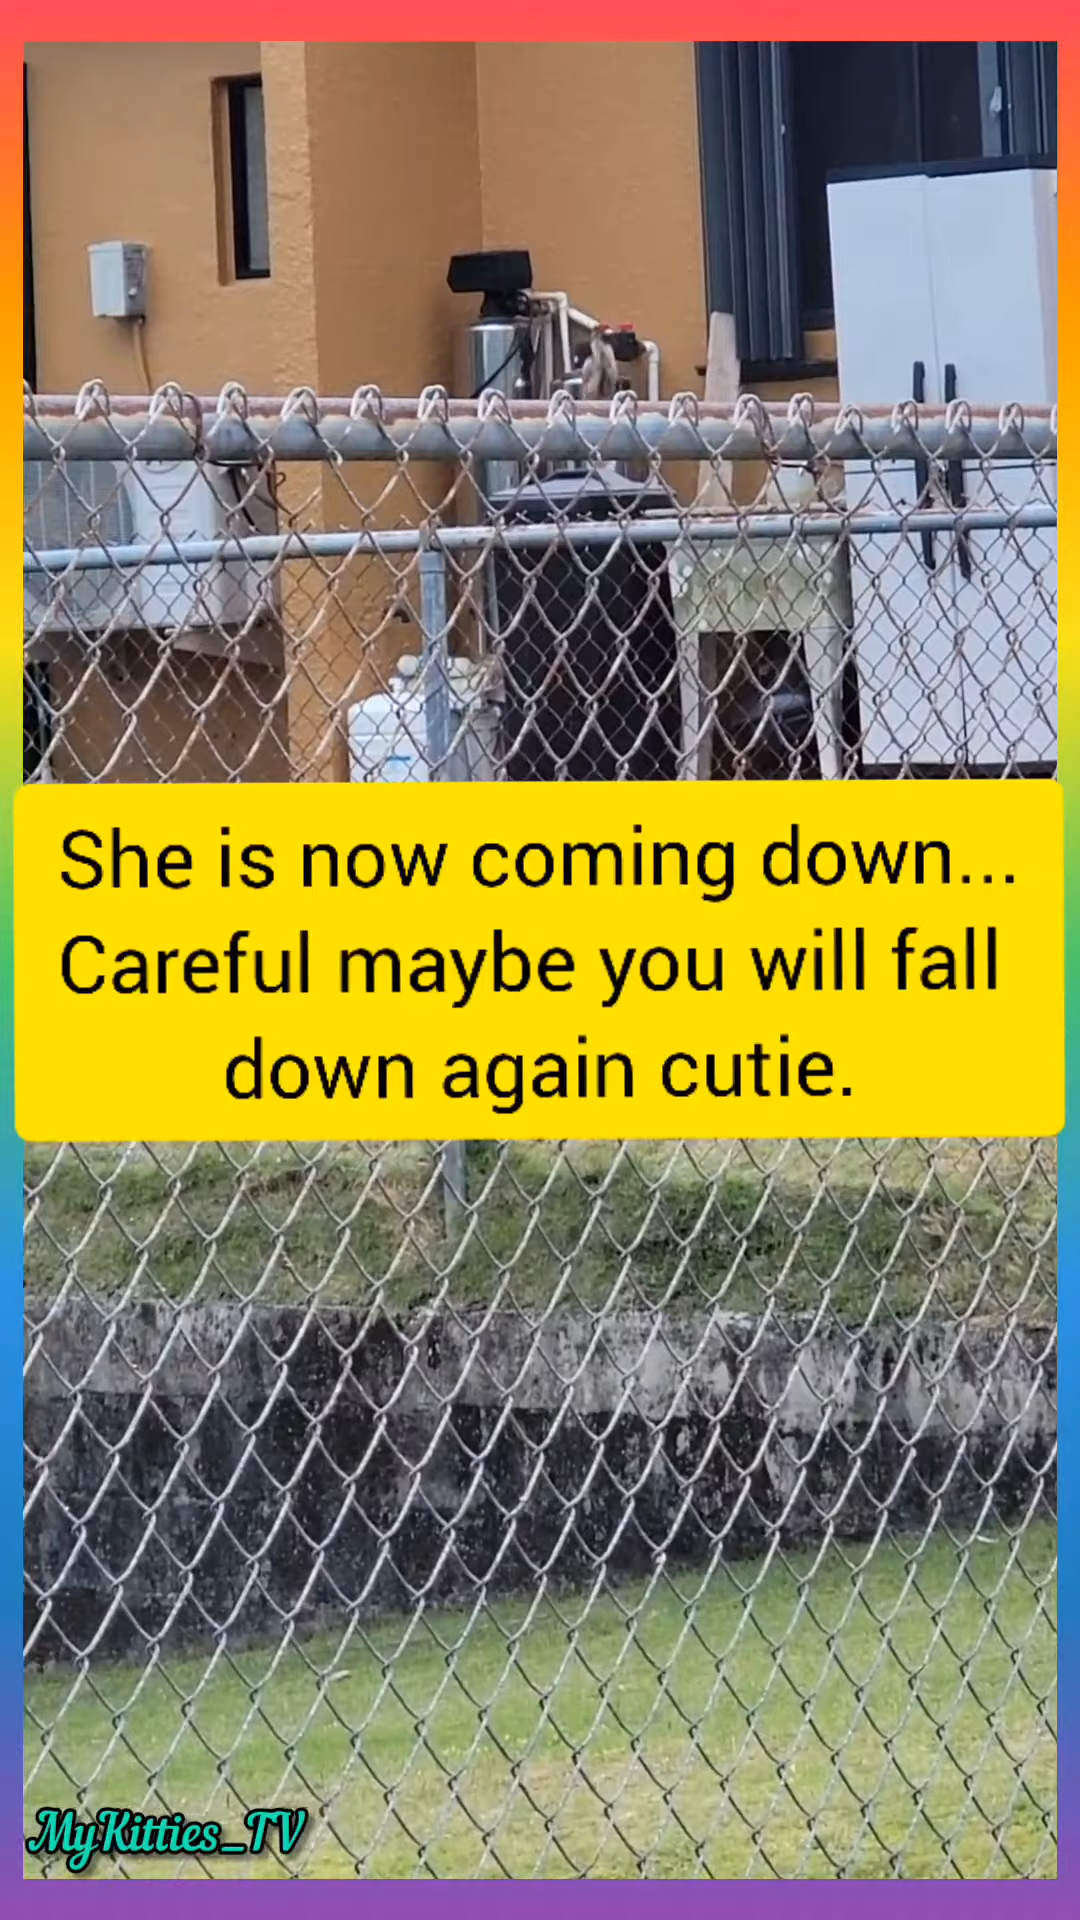 She is now coming down...
Careful maybe you will fall
down again cutie.
MyKitties_TV